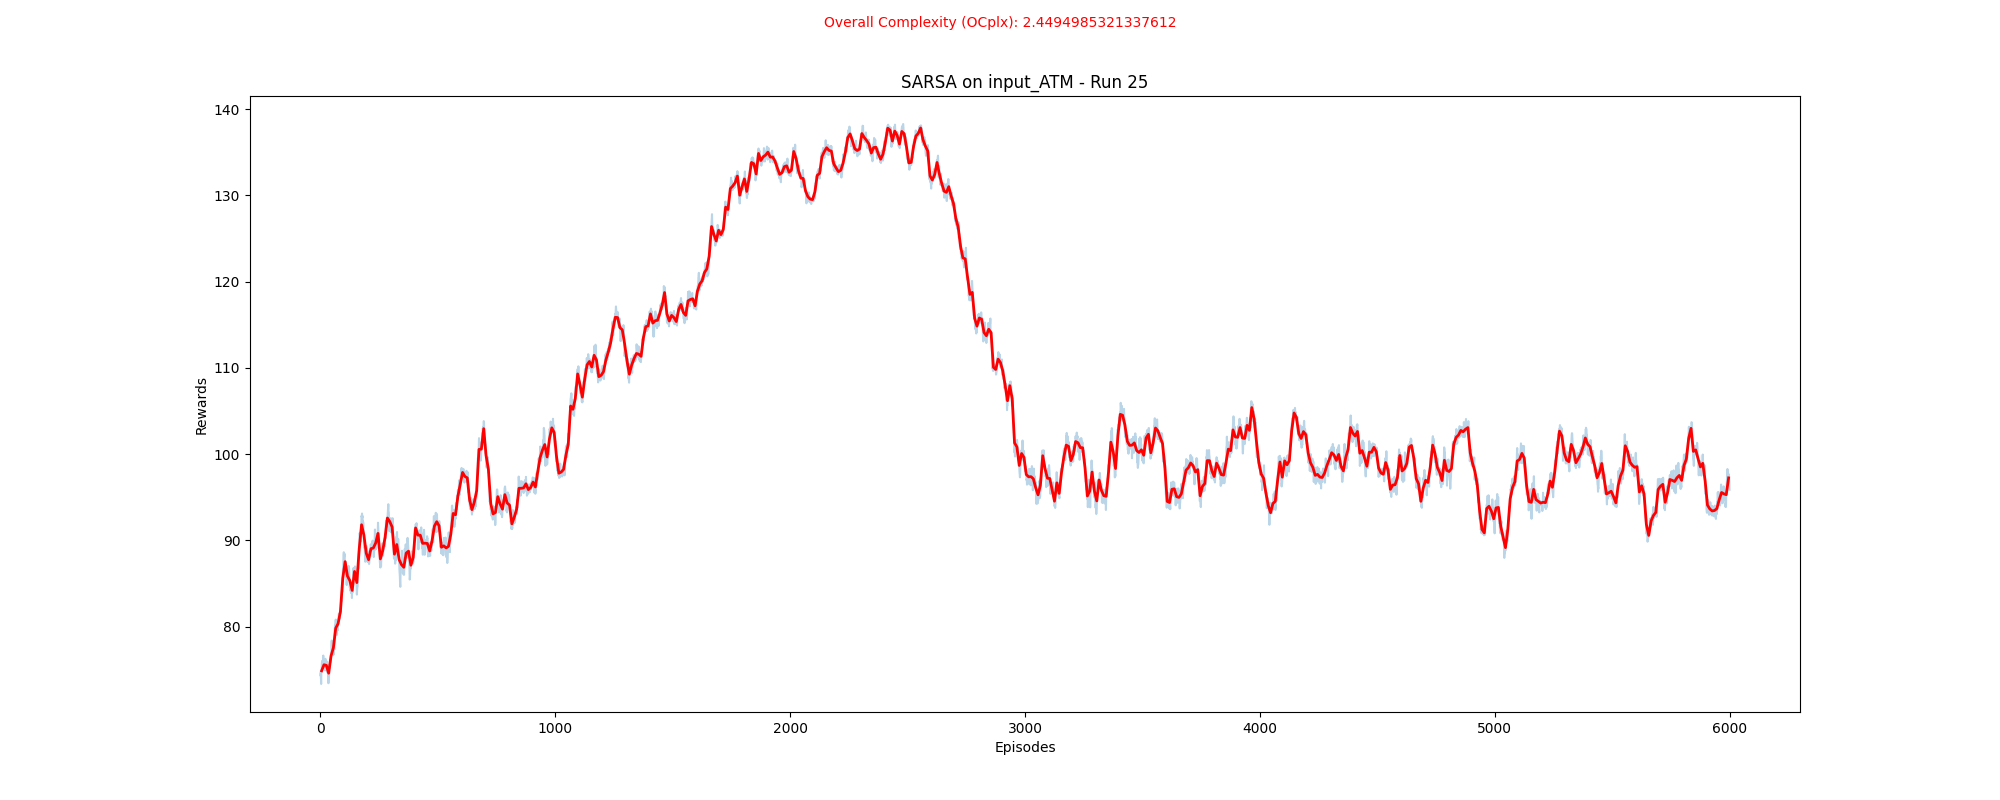 Overall Complexity (OCplx): 2.4494985321337612
SARSA on input_ATM - Run 25
140
130
120
110
100
90
80
Rewards
0 1000 2000 3000 4000 5000 6000
Episodes